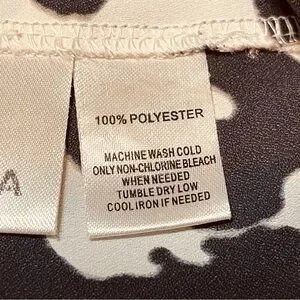 100% POLYESTER
MACHINE WASH COLD
ONLY NON-CHLORINE BLEACH
WHEN NEEDED
TUMBLE DRY LOW
COOL IRON IF NEEDED
A